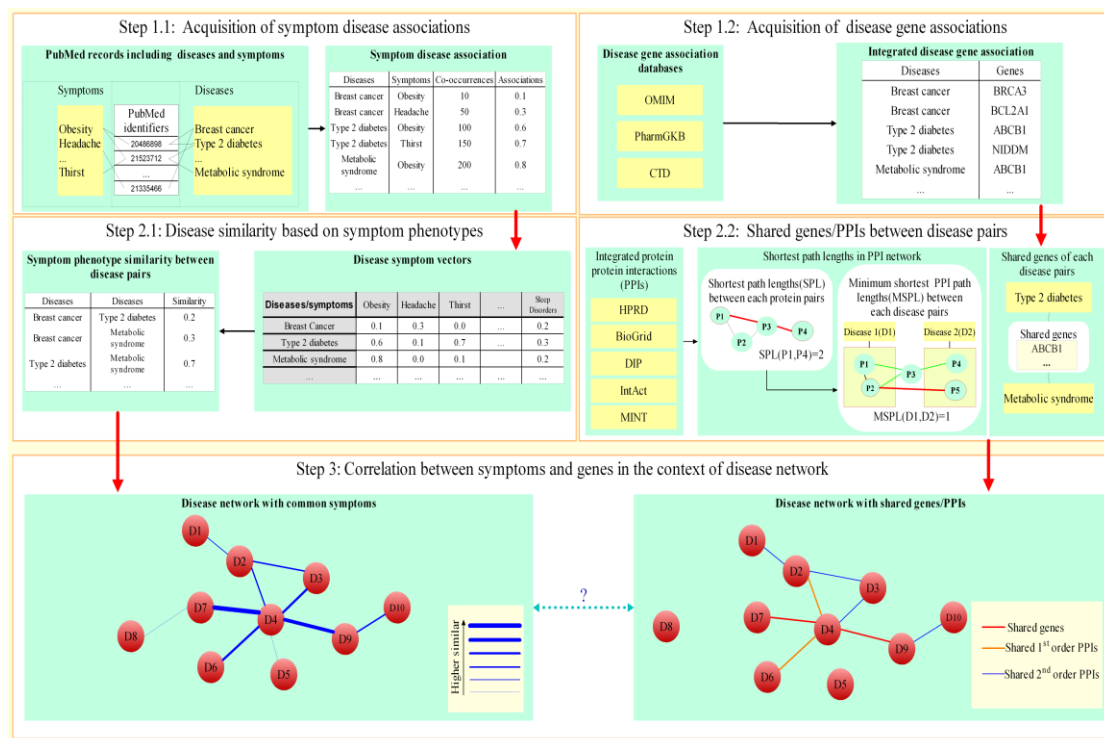 Step 1.1: Acquisition of symptom disease associations
PubMed records including diseases and symptoms
Symptoms
Diseases
PubMed
identifiers
Obesity
Headache
...
Thirst
20486898
21523712
...
21335466
Breast cancer
Type 2 diabetes
...
Metabolic syndrome
Symptom disease association
Diseases Symptoms Co-occurrences Associations
Breast cancer Obesity 10 0.1
Breast cancer Headache 50 0.3
Type 2 diabetes Obesity 100 0.6
Type 2 diabetes Thirst 150 0.7
Metabolic
syndrome Obesity 200 0.8
... ... ... ...
Step 1.2: Acquisition of disease gene associations
Disease gene association
databases
OMIM
PharmGKB
CTD
Integrated disease gene association
Diseases Genes
Breast cancer BRCA3
Breast cancer BCL2A1
Type 2 diabetes ABCB1
Type 2 diabetes NIDDM
Metabolic syndrome ABCB1
... ...
Step 2.1: Disease similarity based on symptom phenotypes
Symptom phenotype similarity between
disease pairs
Diseases Diseases Similarity
Breast cancer Type 2 diabetes 0.2
Breast cancer Metabolic
syndrome 0.3
Type 2 diabetes Metabolic
syndrome 0.7
... ... ...
Disease symptom vectors
Diseases/symptoms Obesity Headache Thirst ... Sleep
Disorders
Breast Cancer 0.1 0.3 0.0 ... 0.2
Type 2 diabetes 0.6 0.1 0.7 ... 0.3
Metabolic syndrome 0.8 0.0 0.1 0.2
... ... ... ... ... ...
Step 2.2: Shared genes/PPIs between disease pairs
Integrated protein
protein interactions
(PPIs)
HPRD
BioGrid
DIP
IntAct
MINT
Shortest path lengths in PPI network
Shortest path lengths(SPL)
between each protein pairs
P1
P3
P4
P2
SPL(P1,P4)=2
Minimum shortest PPI path
lengths(MSPL) between
each disease pairs
Disease 1(D1)
Disease 2(D2)
P1
P4
P3
P2
P5
MSPL(D1,D2)=1
Shared genes of each
disease pairs
Type 2 diabetes
Shared genes
ABCB1
...
Metabolic syndrome
Step 3: Correlation between symptoms and genes in the context of disease network
Disease network with common symptoms
D1
D2
D3
D7
D4
D10
D8
D9
D6
D5
Higher similar
?
Disease network with shared genes/PPIs
D1
D2
D3
D7
D10
D8
D4
D9
D6
D5
Shared genes
Shared 1st order PPIs
Shared 2nd order PPIs